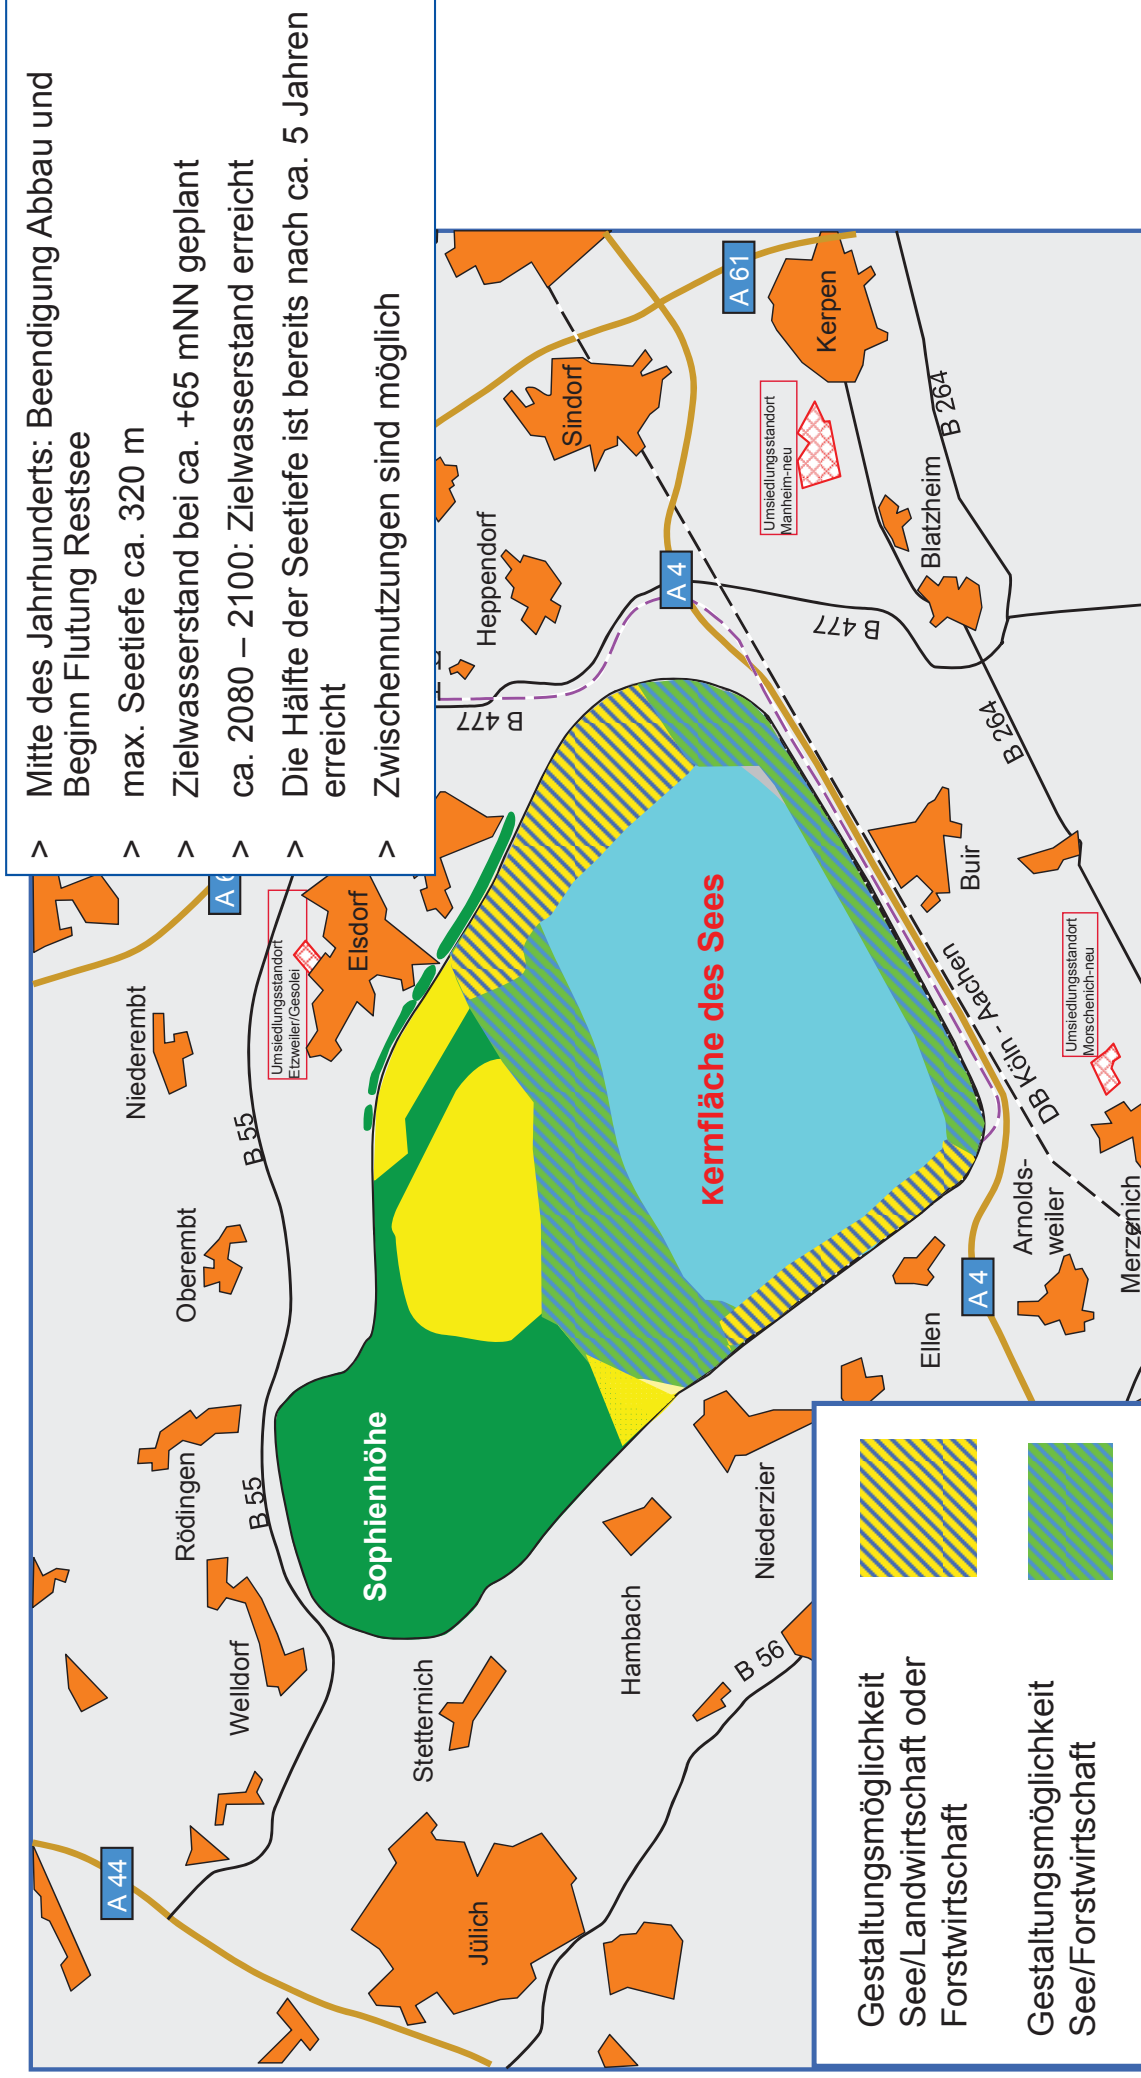 > Mitte des Jahrhunderts: Beendigung Abbau und
Beginn Flutung Restsee
> max. Seetiefe ca. 320 m
> Zielwasserstand bei ca. +65 mNN geplant
> ca. 2080 – 2100: Zielwasserstand erreicht
> Die Hälfte der Seetiefe ist bereits nach ca. 5 Jahren
erreicht
> Zwischennutzungen sind möglich
A 44
Welldorf
Rödingen
Oberembt
Niederembt
B 55
B 55
A 6
Umsiedlungsstandort
Etzweiler/Gesolei
Elsdorf
Jülich
Stetternich
Sophienhöhe
Hambach
Niederzier
B 56
B 477
Heppendorf
Sindorf
A 61
Kerpen
A 4
Umsiedlungsstandort
Manheim-neu
B 477
Blatzheim
B 264
B 264
Kernfläche des Sees
Buir
DB Köln - Aachen
Ellen
A 4
Arnolds-
weiler
Merzenich
Umsiedlungsstandort
Morschenich-neu
Gestaltungsmöglichkeit
See/Landwirtschaft oder
Forstwirtschaft
Gestaltungsmöglichkeit
See/Forstwirtschaft